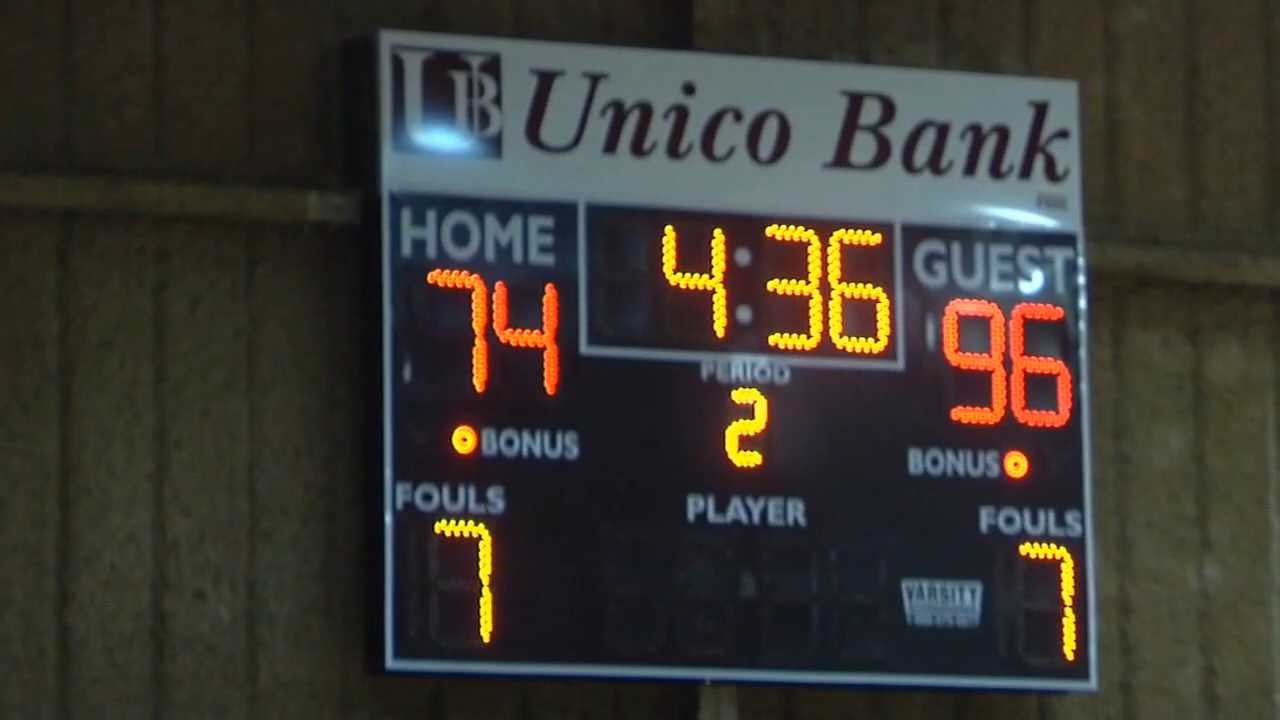 UB Unico Bank
HOME
4:36
GUEST
74
96
PERIOD
2
BONUS
BONUS
FOULS
PLAYER
FOULS
7
VARSITY
7